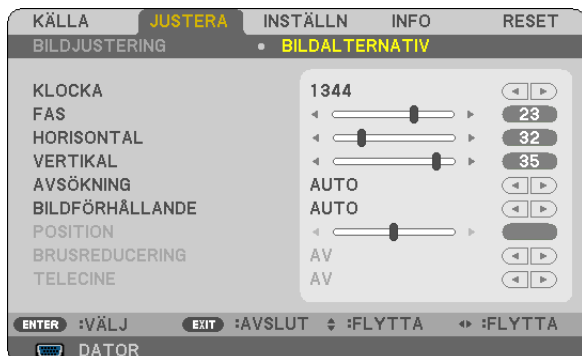 KÄLLA JUSTERA INSTÄLLN INFO RESET
BILDJUSTERING • BILDALTERNATIV
KLOCKA 1344
FAS 23
HORISONTAL 32
VERTIKAL 35
AVSÖKNING AUTO
BILDFÖRHÅLLANDE AUTO
POSITION
BRUSREDUCERING AV
TELECINE AV
ENTER :VÄLJ EXIT :AVSLUT :FLYTTA :FLYTTA
DATOR